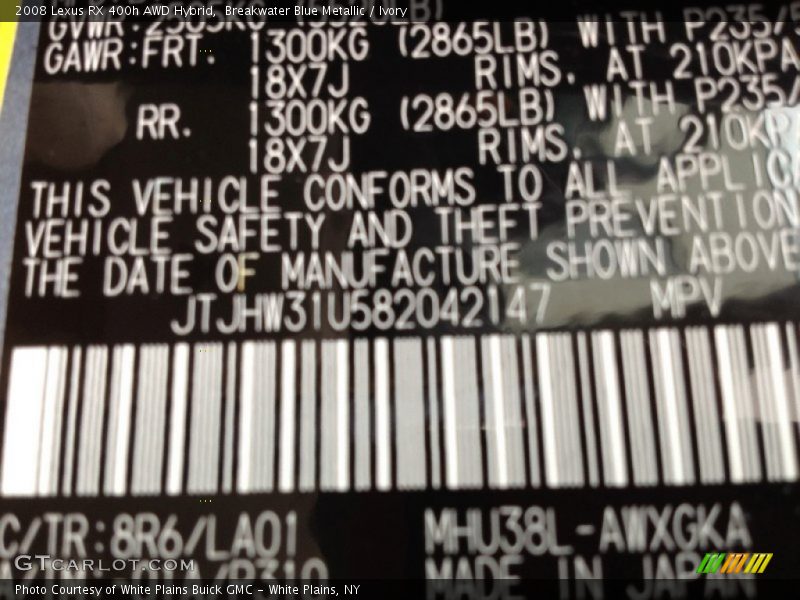 2008 Lexus RX 400h AWD Hybrid, Breakwater Blue Metallic / Ivory
GAWR:FRT. 1300KG (2865LB) WITH P235/5
18X7J RIMS. AT 210KPA
RR. 1300KG (2865LB) WITH P235/
18X7J RIMS. AT 210KP
THIS VEHICLE CONFORMS TO ALL APPLIC
VEHICLE SAFETY AND THEFT PREVENTION
THE DATE OF MANUFACTURE SHOWN ABOVE
JTJHW31U582042147 MPV
C/TR:8R6/LA01 MHU38L-AWXGKA
MADE IN JAPAN
GTCARLOT.COM
Photo Courtesy of White Plains Buick GMC - White Plains, NY